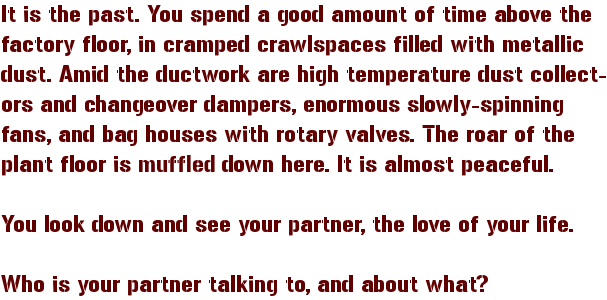 It is the past. You spend a good amount of time above the
factory floor, in cramped crawlspaces filled with metallic
dust. Amid the ductwork are high temperature dust collect-
ors and changeover dampers, enormous slowly-spinning
fans, and bag houses with rotary valves. The roar of the
plant floor is muffled down here. It is almost peaceful.

You look down and see your partner, the love of your life.

Who is your partner talking to, and about what?